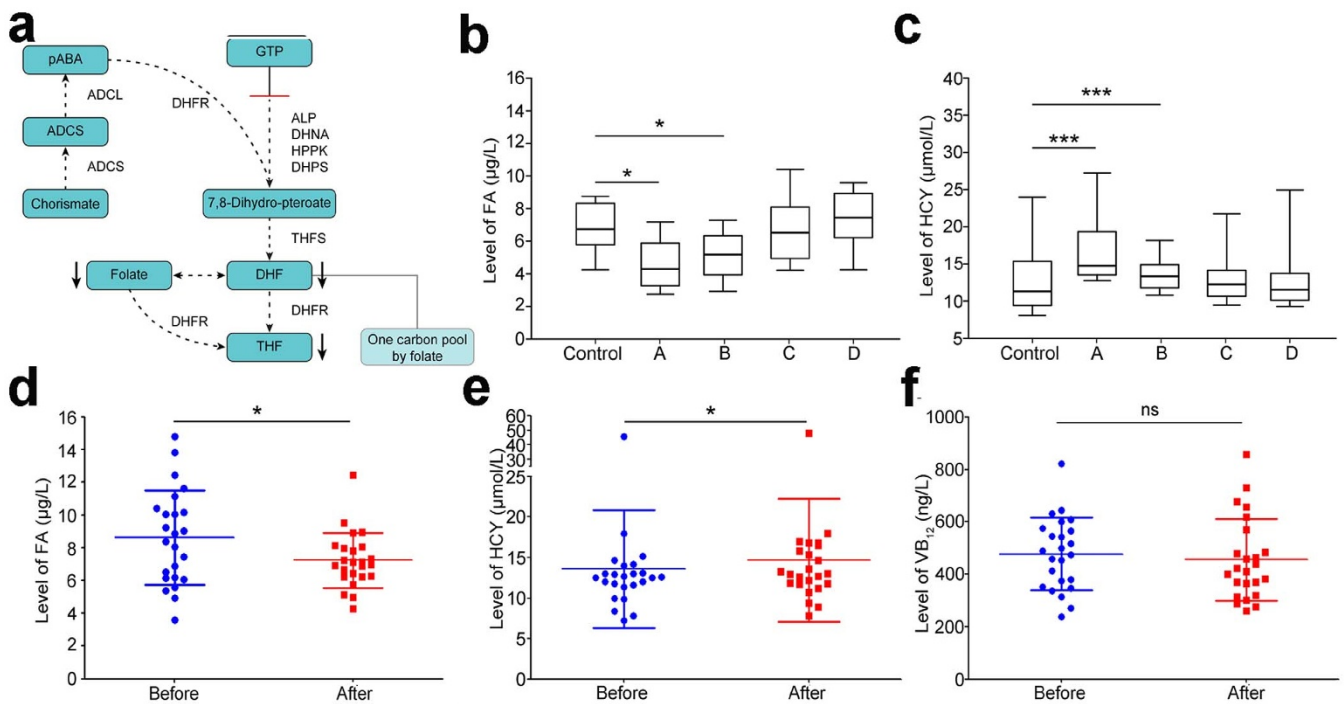 a
pABA
GTP
ADCL
DHFR
ADCS
ALP
DHNA
HPPK
DHPS
ADCS
Chorismate
7,8-Dihydro-pteroate
THFS
Folate
DHF
DHFR
DHFR
THF
One carbon pool
by folate
b
Level of FA (μg/L)
16
14
12
10
8
6
4
2
0
*
*
Control
A
B
C
D
c
Level of HCY (μmol/L)
40
35
30
25
20
15
10
5
***
***
Control
A
B
C
D
d
Level of FA (μg/L)
16
14
12
10
8
6
4
2
0
*
Before
After
e
Level of HCY (μmol/L)
60
50
40
30
25
20
15
10
5
0
*
Before
After
f
Level of VB12 (ng/L)
1000
800
600
400
200
0
ns
Before
After